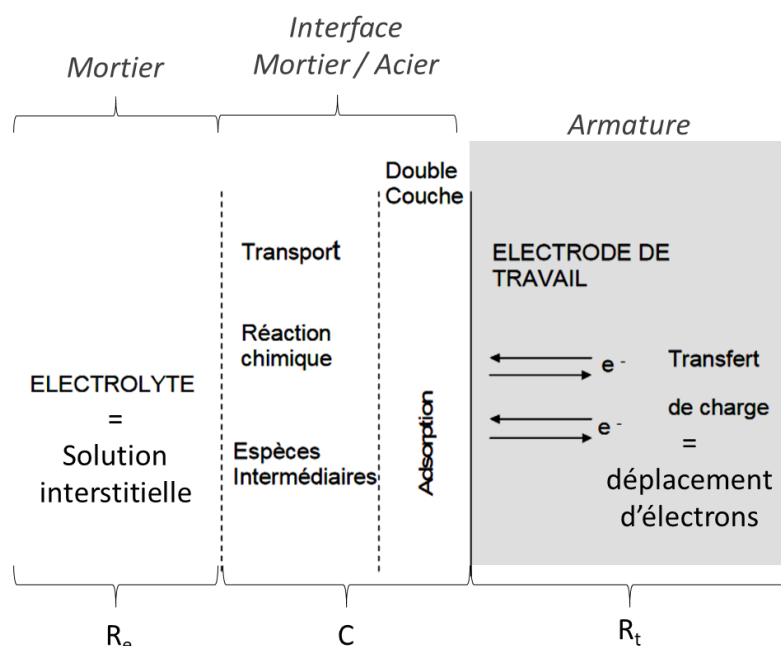 Mortier
Interface
Mortier / Acier
Armature
Double
Couche
Transport
ELECTRODE DE
TRAVAIL
Réaction
chimique
ELECTROLYTE
=
Solution
interstitielle
Espèces
Intermédiaires
Adsorption
e -
e -
Transfert
de charge
=
déplacement
d'électrons
Re
C
Rt